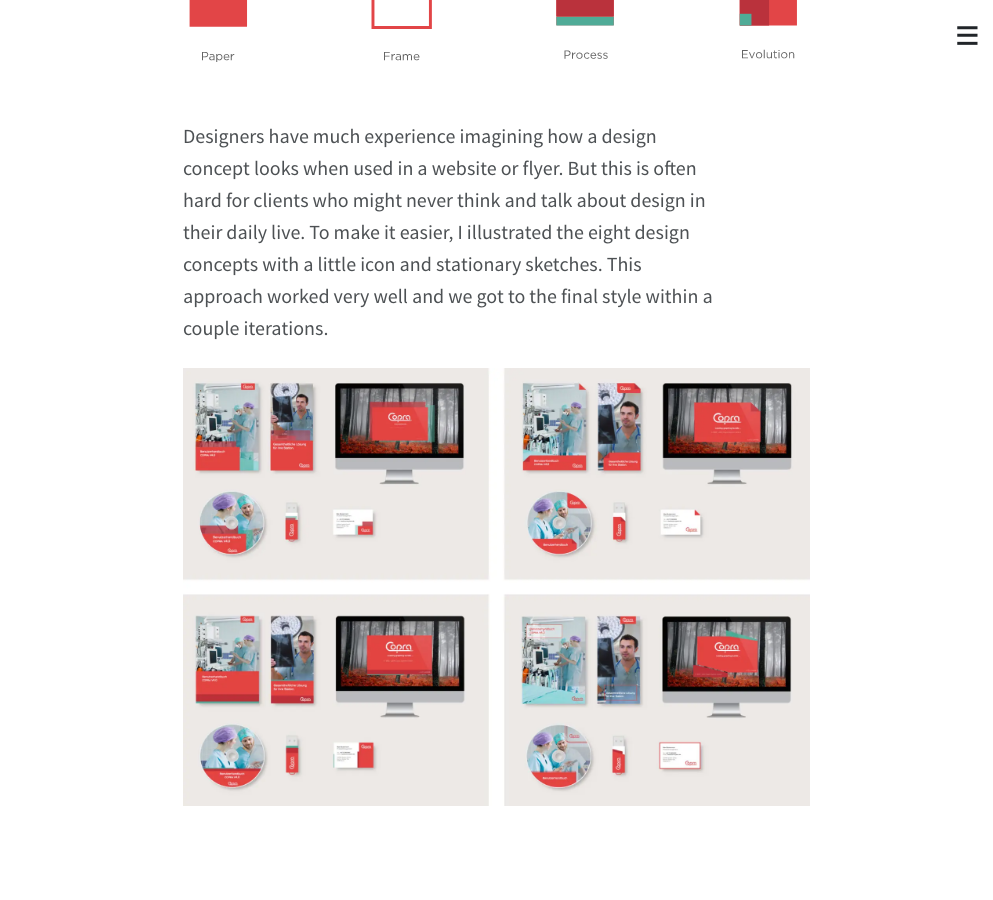 Paper
Frame
Process
Evolution
Designers have much experience imagining how a design
concept looks when used in a website or flyer. But this is often
hard for clients who might never think and talk about design in
their daily live. To make it easier, I illustrated the eight design
concepts with a little icon and stationary sketches. This
approach worked very well and we got to the final style within a
couple iterations.
Copra
Copra
Copra
Copra